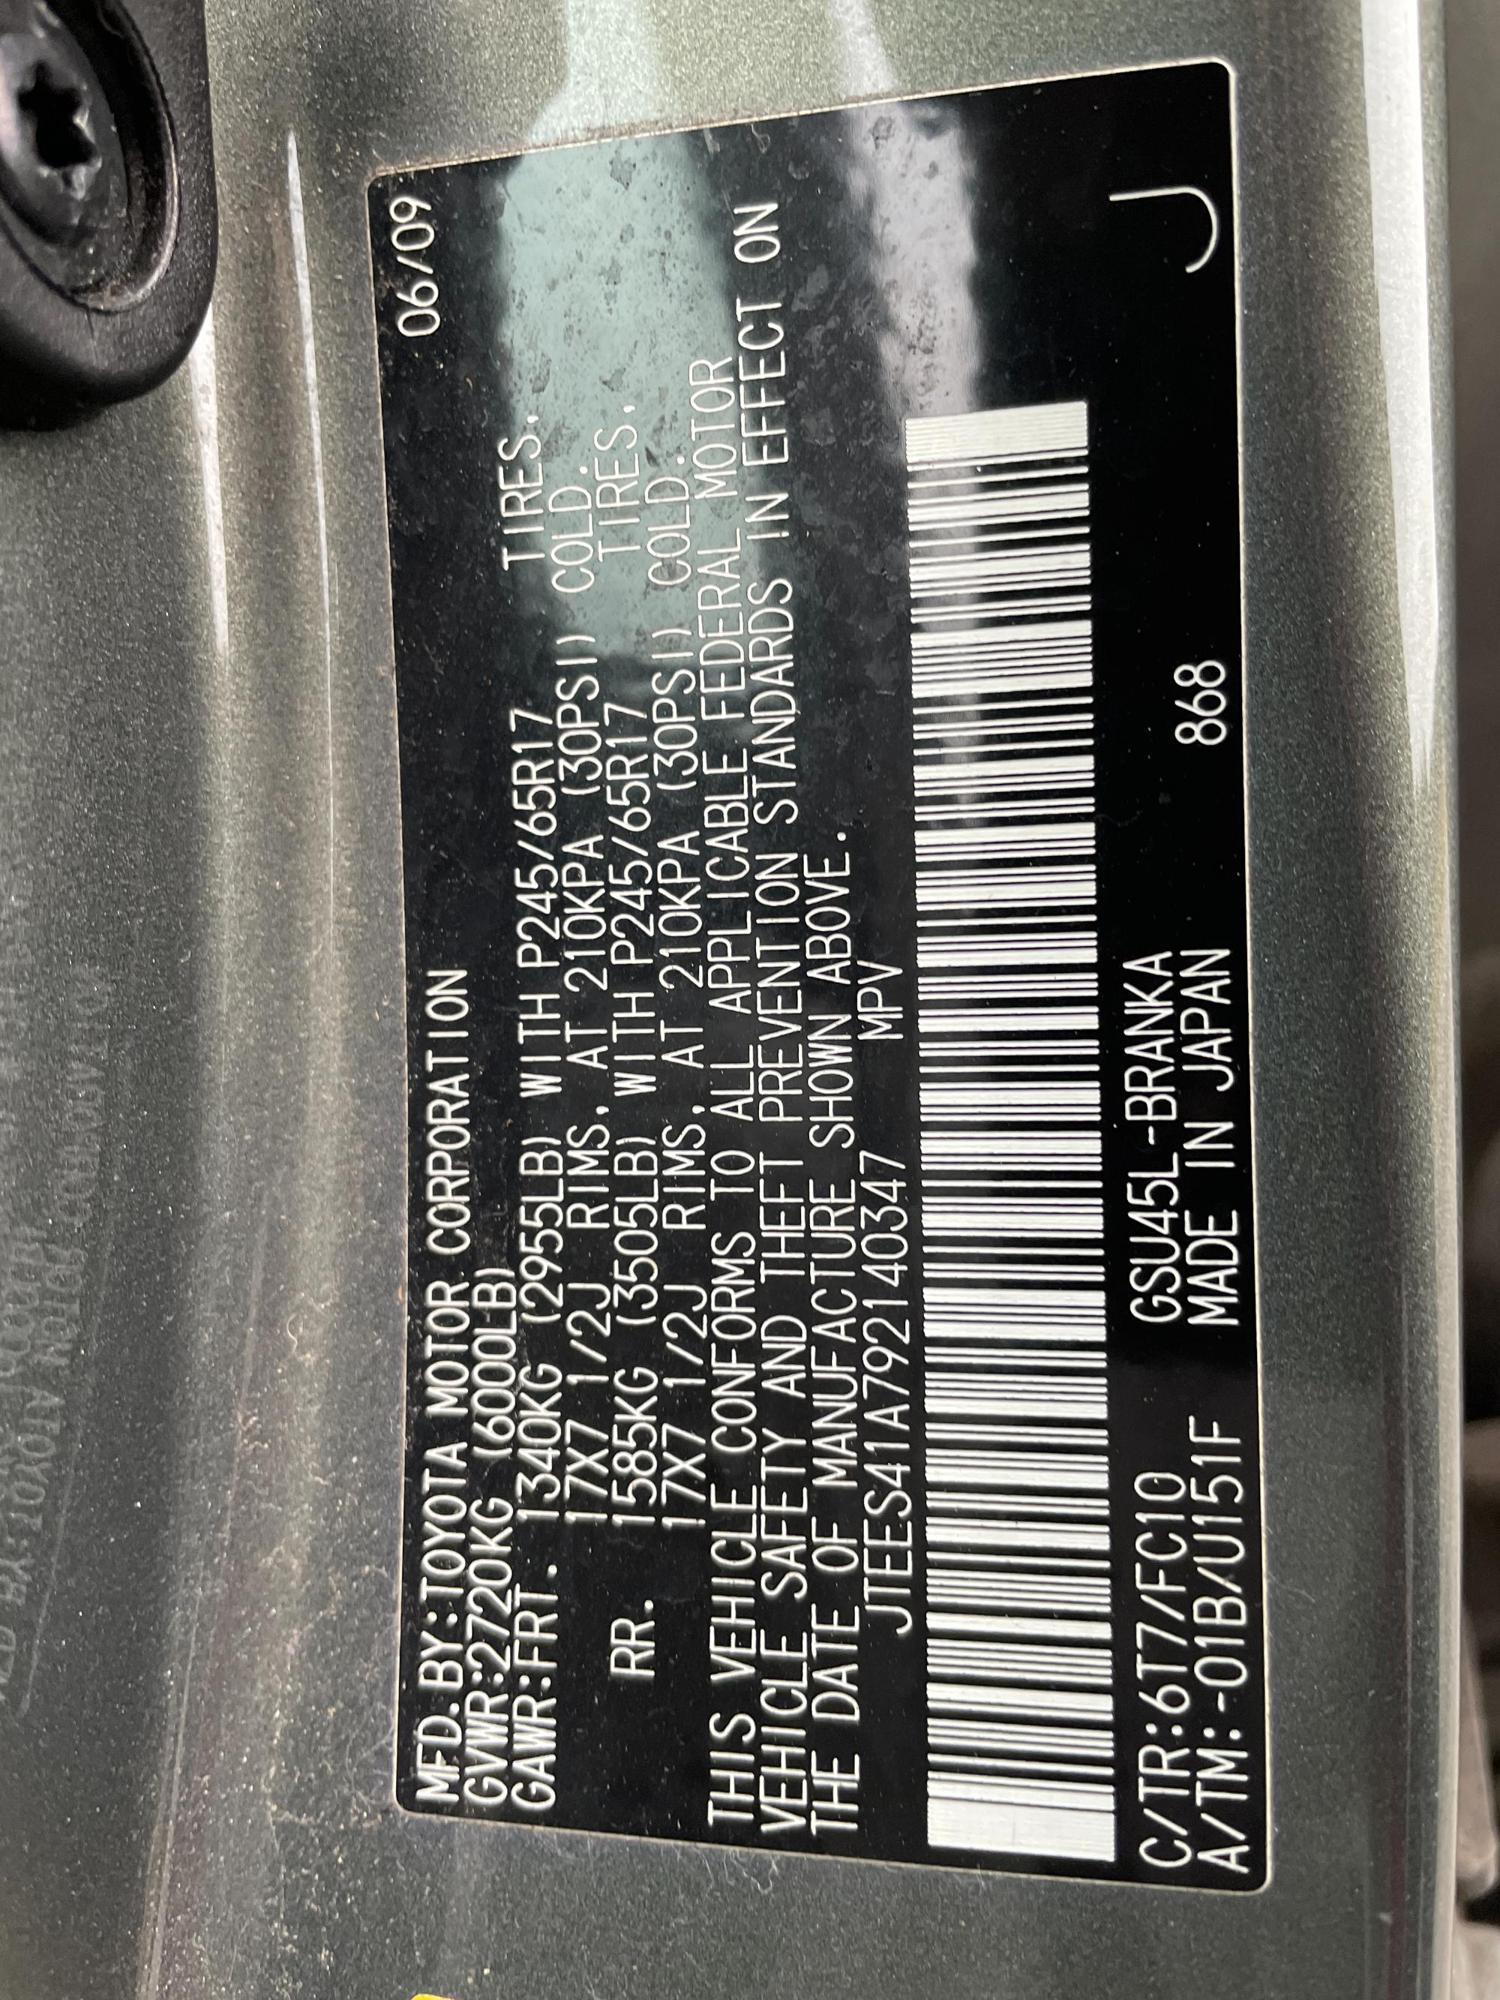 MFD.BY:TOYOTA MOTOR CORPORATION 06/09
GVWR:2720KG (6000LB)
GAWR:FRT. 1340KG (2955LB) WITH P245/65R17 TIRES,
17X7 1/2J RIMS, AT 210KPA (30PSI) COLD.
RR. 1585KG (3505LB) WITH P245/65R17 TIRES,
17X7 1/2J RIMS, AT 210KPA (30PSI) COLD.
THIS VEHICLE CONFORMS TO ALL APPLICABLE FEDERAL MOTOR
VEHICLE SAFETY AND THEFT PREVENTION STANDARDS IN EFFECT ON
THE DATE OF MANUFACTURE SHOWN ABOVE.
JTEES41A792140347 MPV
C/TR:6T7/FC10 GSU45L-BRANKA
A/TM:-01B/U151F MADE IN JAPAN 868 J